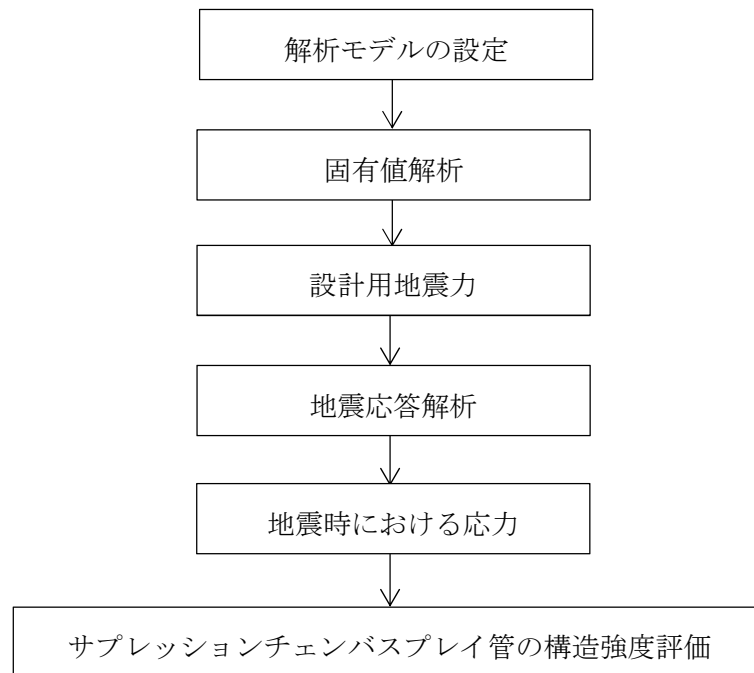 解析モデルの設定
固有値解析
設計用地震力
地震応答解析
地震時における応力
サプレッションチェンバスプレイ管の構造強度評価